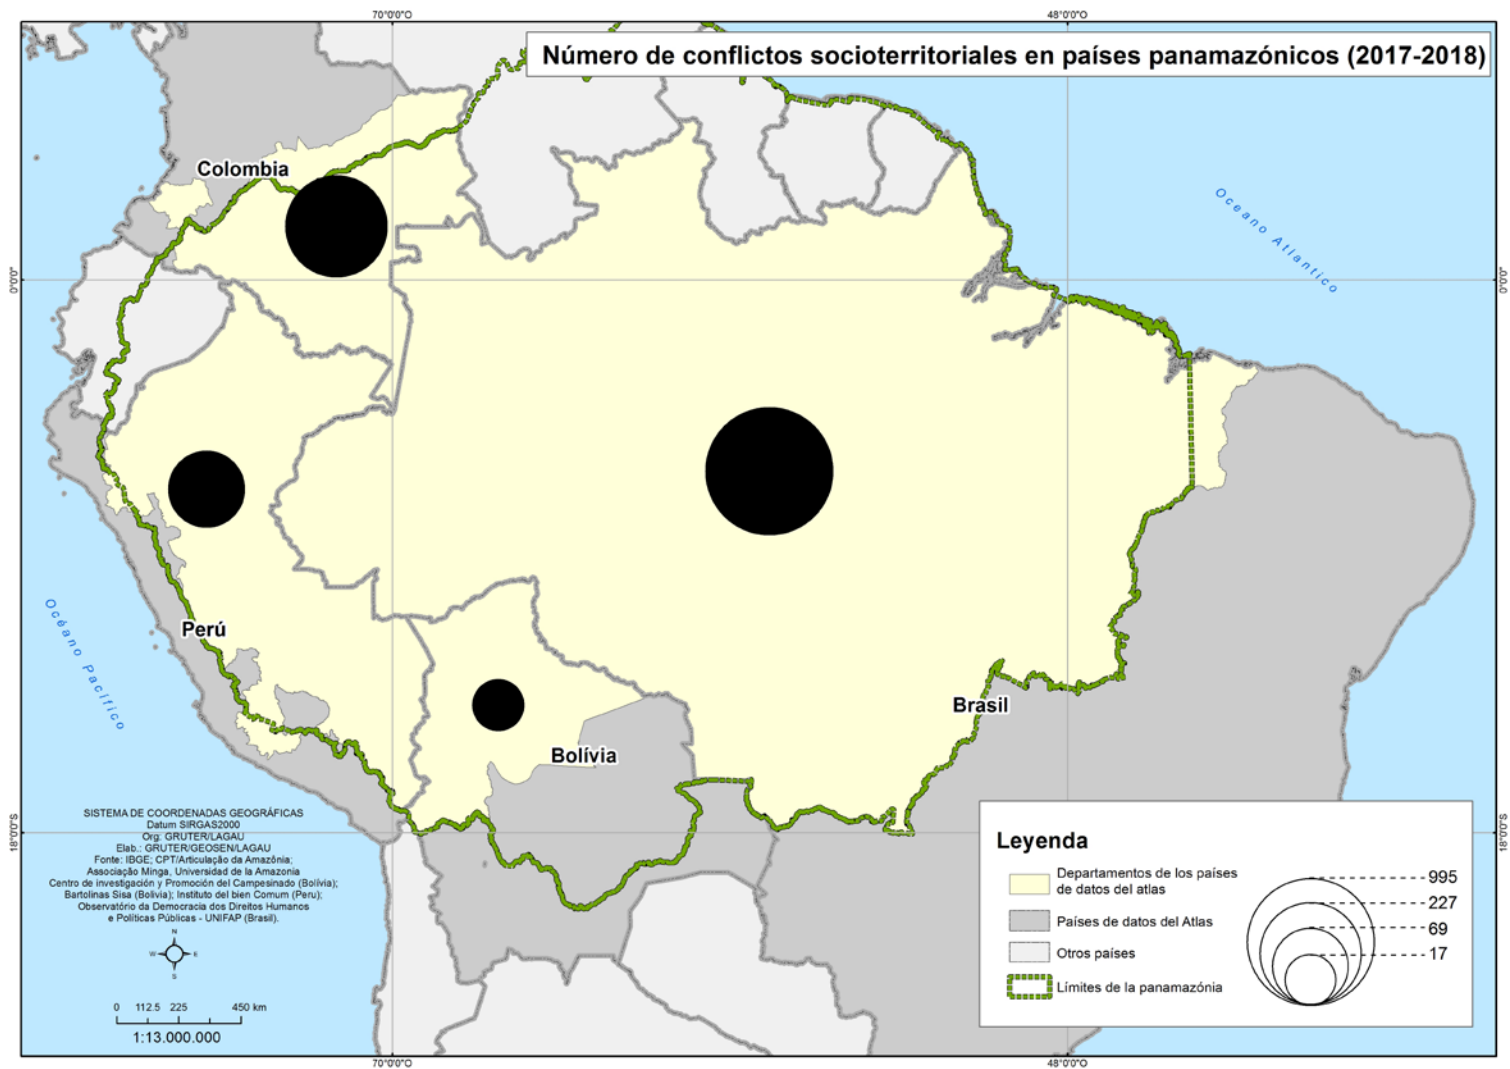 70°0'0"O
48°0'0"O
Número de conflictos socioterritoriales en países panamazónicos (2017-2018)
Colombia
Oceano Atlantico
0°0'0"
0°0'0"
Océano Pacífico
Perú
Brasil
Bolívia
SISTEMA DE COORDENADAS GEOGRÁFICAS
Datum SIRGAS2000
Org: GRUTER/LAGAU
Elab.: GRUTER/GEOSEN/LAGAU
Fonte: IBGE; CPT/Articulação da Amazônia;
Associação Minga, Universidad de la Amazonia
Centro de investigación y Promoción del Campesinado (Bolívia);
Bartolinas Sisa (Bolivia); Instituto del bien Comum (Peru);
Observatório da Democracia dos Direitos Humanos
e Políticas Públicas - UNIFAP (Brasil).
N
W E
S
0 112.5 225 450 km
1:13.000.000
18°0'0"S
18°0'0"S
Leyenda
Departamentos de los países
de datos del atlas
Países de datos del Atlas
Otros países
Límites de la panamazónia
995
227
69
17
70°0'0"O
48°0'0"O